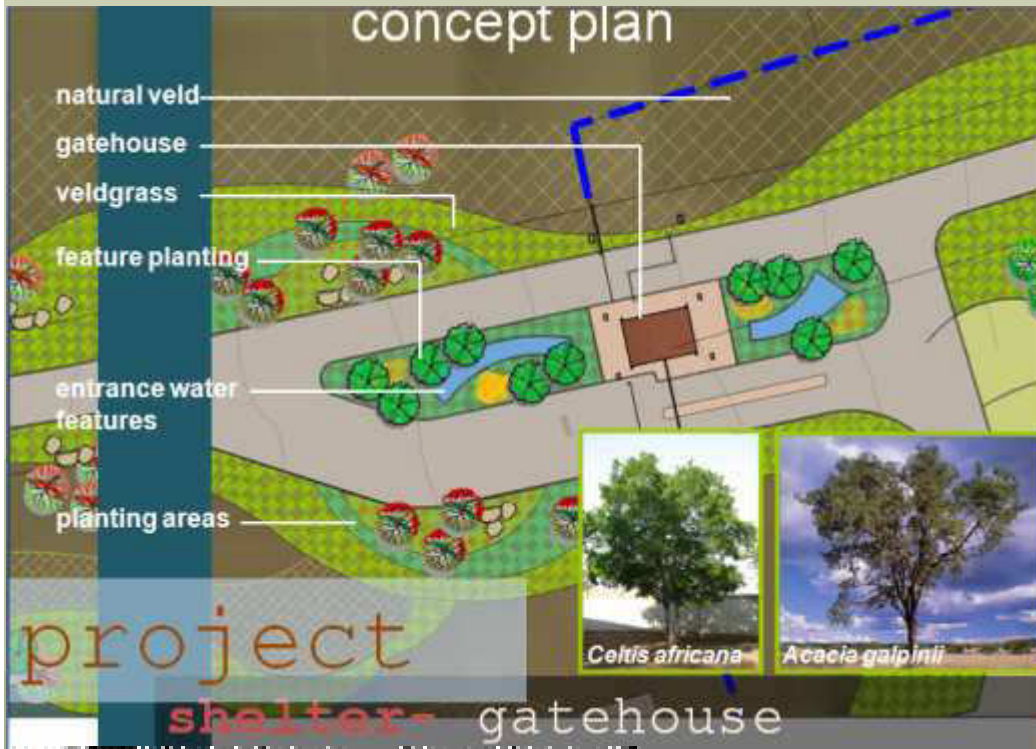 concept plan
natural veld
gatehouse
veldgrass
feature planting
entrance water
features
planting areas
Celtis africana
Acacia galpinii
project
shelter- gatehouse